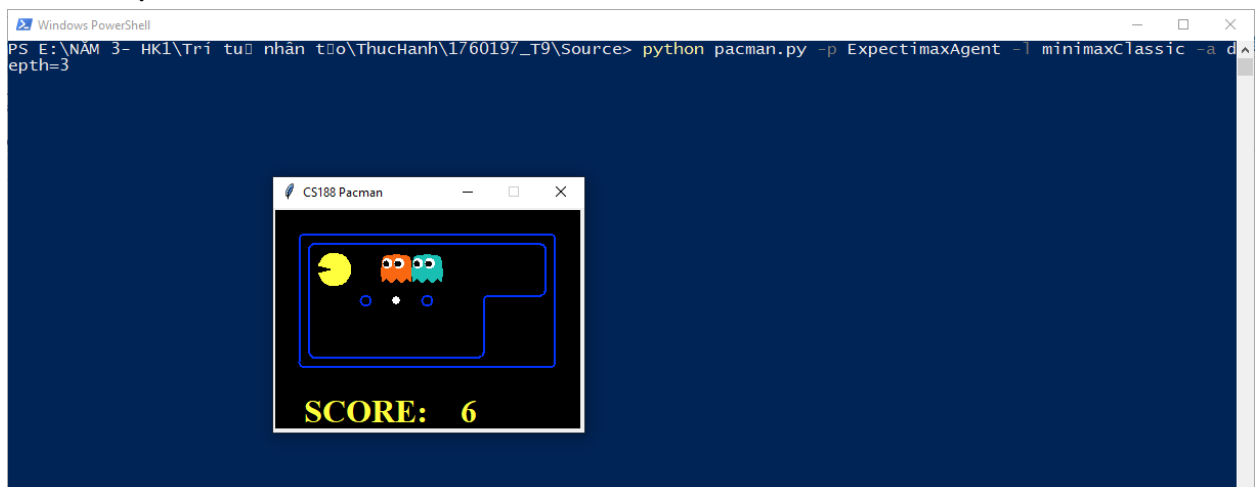 Windows PowerShell
PS E:\NĂM 3- HK1\Trí tu▯ nhân t▯o\ThucHanh\1760197_T9\Source> python pacman.py -p ExpectimaxAgent -l minimaxClassic -a d
epth=3
CS188 Pacman
SCORE: 6